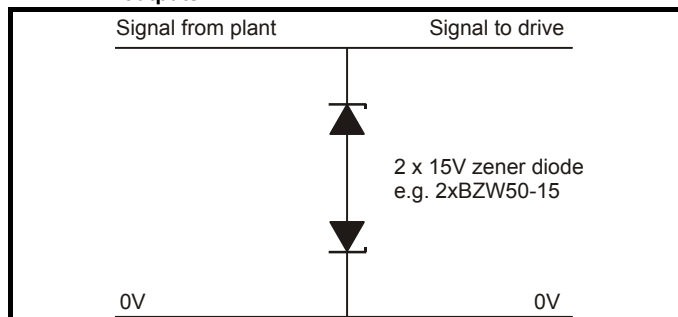 Signal from plant Signal to drive
2 x 15V zener diode
e.g. 2xBZW50-15
0V 0V